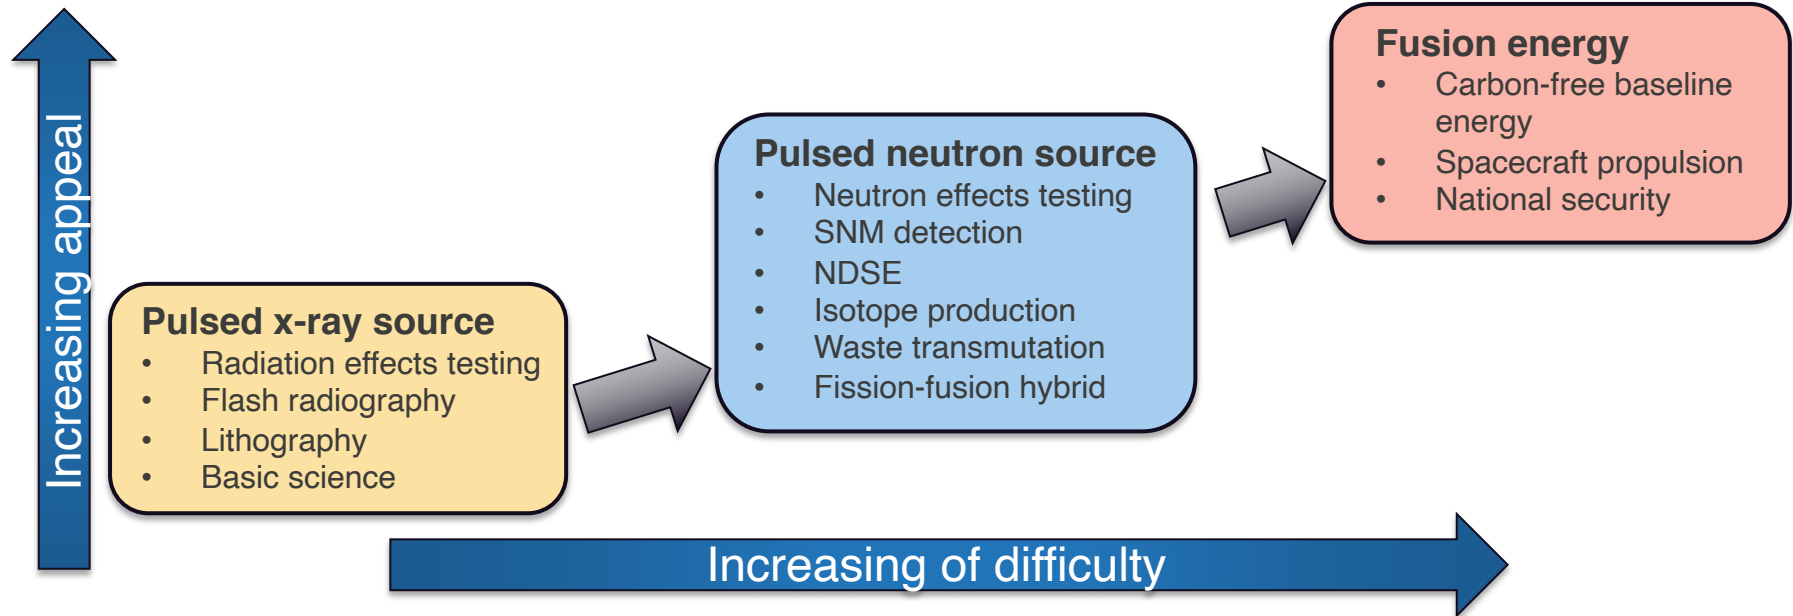 Increasing appeal
Pulsed x-ray source
• Radiation effects testing
• Flash radiography
• Lithography
• Basic science
Pulsed neutron source
• Neutron effects testing
• SNM detection
• NDSE
• Isotope production
• Waste transmutation
• Fission-fusion hybrid
Fusion energy
• Carbon-free baseline
energy
• Spacecraft propulsion
• National security
Increasing of difficulty